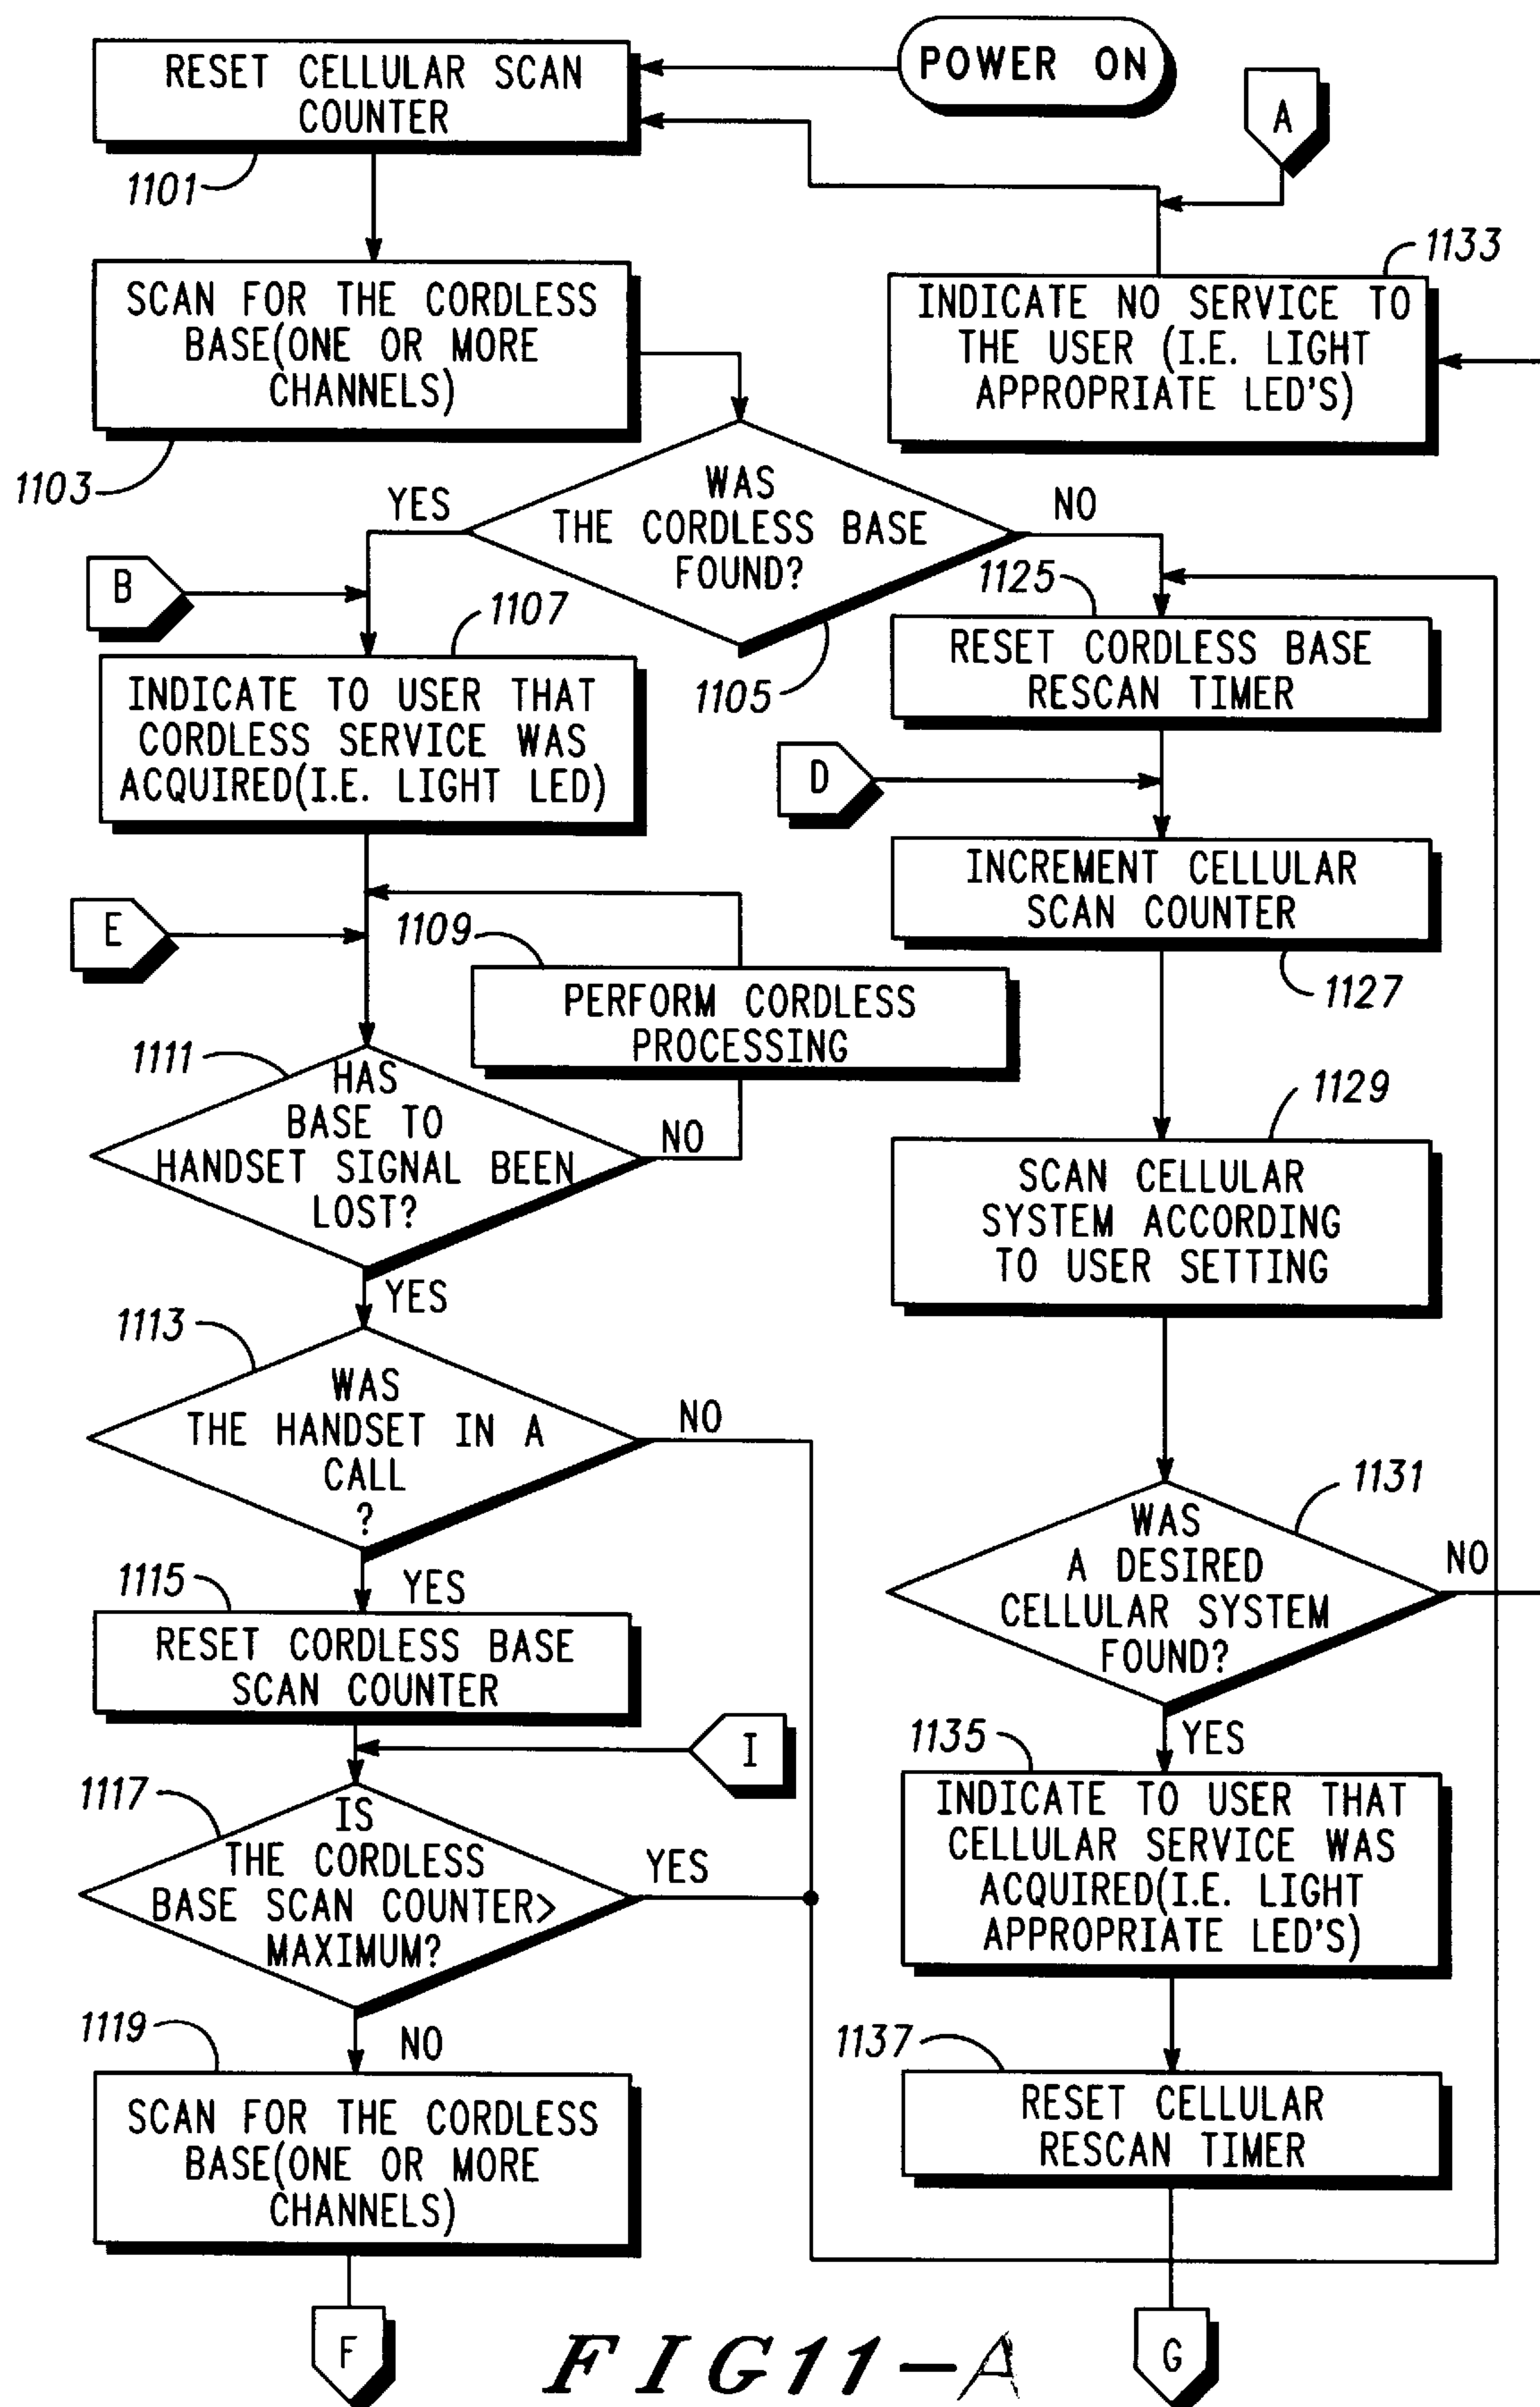 POWER ON
RESET CELLULAR SCAN
COUNTER
1101
A
SCAN FOR THE CORDLESS
BASE(ONE OR MORE
CHANNELS)
1103
1133
INDICATE NO SERVICE TO
THE USER (I.E. LIGHT
APPROPRIATE LED'S)
WAS
THE CORDLESS BASE
FOUND?
1105
YES
NO
B
1107
INDICATE TO USER THAT
CORDLESS SERVICE WAS
ACQUIRED(I.E. LIGHT LED)
E
1109
PERFORM CORDLESS
PROCESSING
1111
HAS
BASE TO
HANDSET SIGNAL BEEN
LOST?
NO
YES
1113
WAS
THE HANDSET IN A
CALL
?
NO
YES
1115
RESET CORDLESS BASE
SCAN COUNTER
I
1117
IS
THE CORDLESS
BASE SCAN COUNTER>
MAXIMUM?
YES
NO
1119
SCAN FOR THE CORDLESS
BASE(ONE OR MORE
CHANNELS)
F
1125
RESET CORDLESS BASE
RESCAN TIMER
D
INCREMENT CELLULAR
SCAN COUNTER
1127
1129
SCAN CELLULAR
SYSTEM ACCORDING
TO USER SETTING
1131
WAS
A DESIRED
CELLULAR SYSTEM
FOUND?
NO
YES
1135
INDICATE TO USER THAT
CELLULAR SERVICE WAS
ACQUIRED(I.E. LIGHT
APPROPRIATE LED'S)
1137
RESET CELLULAR
RESCAN TIMER
G
FIG11-A